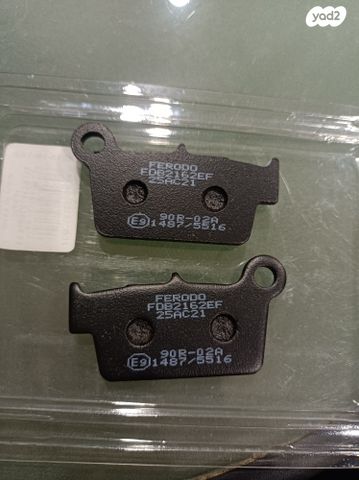 yad2
FERODO
FDB2162EF
25AC21
90R-02A
E9 1487/5516
FERODO
FDB2162EF
25AC21
90R-02A
E9 1487/5516